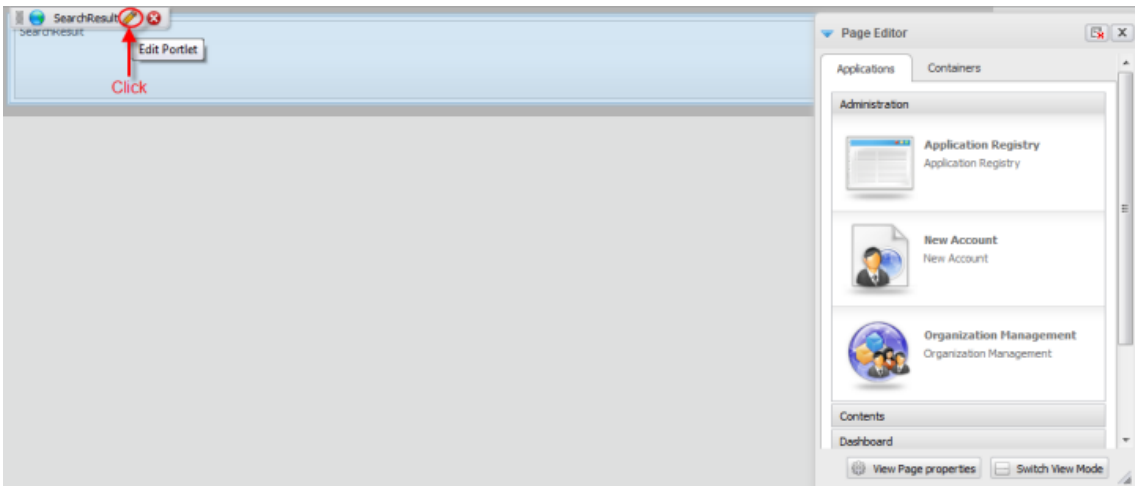 SearchResult
SearchResult
Edit Portlet
Click
Page Editor
Applications
Containers
Administration
Application Registry
Application Registry
New Account
New Account
Organization Management
Organization Management
Contents
Dashboard
View Page properties
Switch View Mode